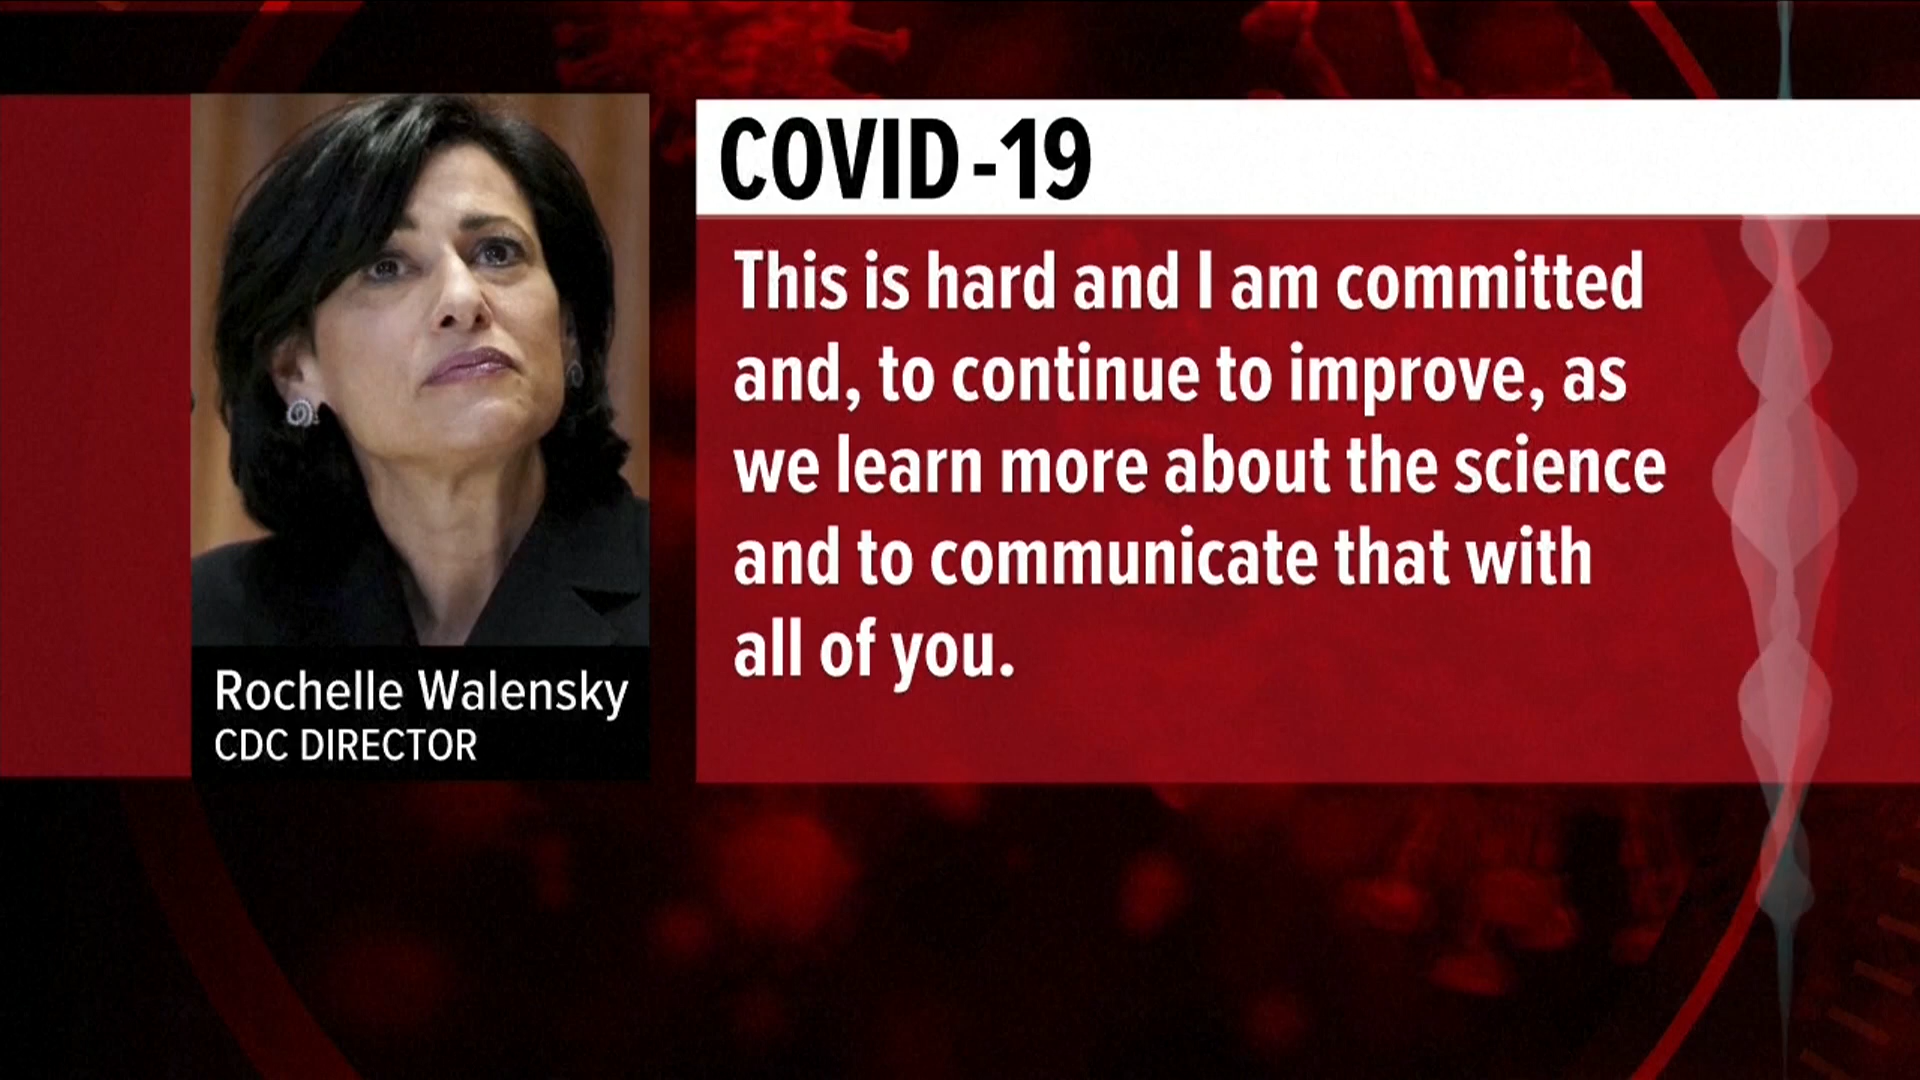 COVID-19
This is hard and I am committed
and, to continue to improve, as
we learn more about the science
and to communicate that with
all of you.
Rochelle Walensky
CDC DIRECTOR